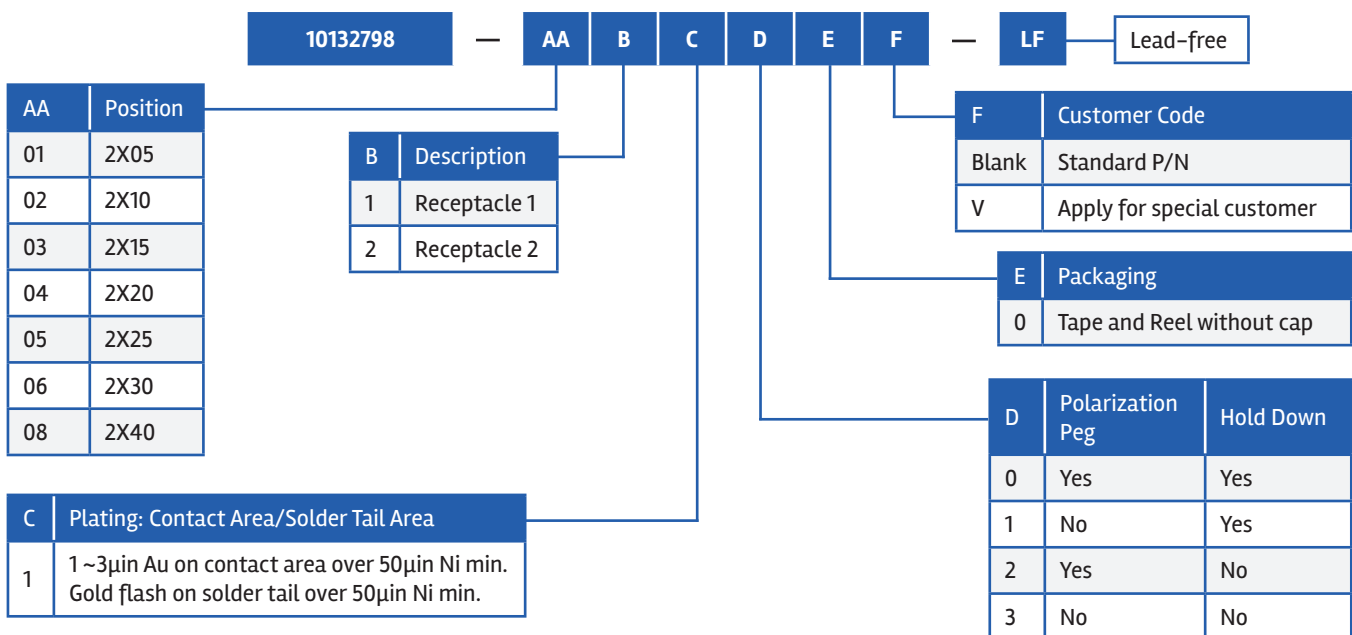 10132798 — AA B C D E F — LF Lead-free
AA Position
01 2X05
02 2X10
03 2X15
04 2X20
05 2X25
06 2X30
08 2X40
B Description
1 Receptacle 1
2 Receptacle 2
F Customer Code
Blank Standard P/N
V Apply for special customer
E Packaging
0 Tape and Reel without cap
D Polarization Peg Hold Down
0 Yes Yes
1 No Yes
2 Yes No
3 No No
C Plating: Contact Area/Solder Tail Area
1 1 ~3µin Au on contact area over 50µin Ni min.
Gold flash on solder tail over 50µin Ni min.